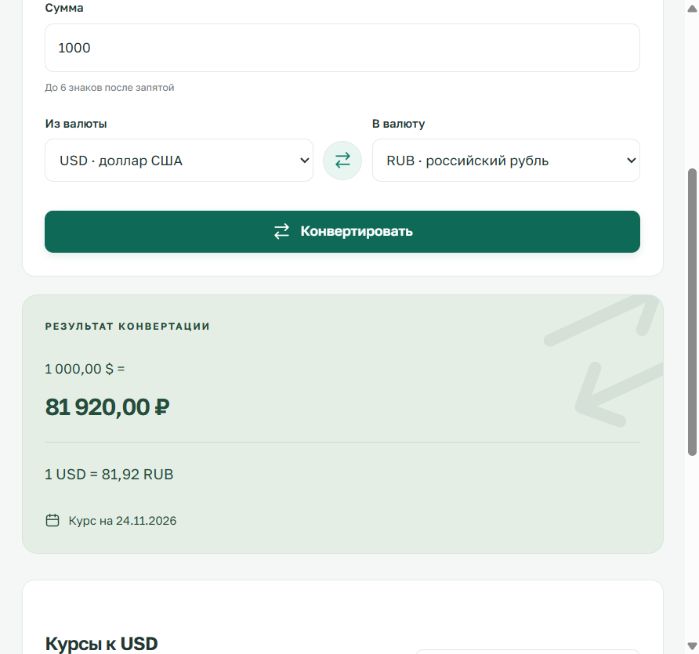 Сумма
1000
До 6 знаков после запятой
Из валюты
В валюту
USD · доллар США
RUB · российский рубль
Конвертировать
РЕЗУЛЬТАТ КОНВЕРТАЦИИ
1 000,00 $ =
81 920,00 ₽
1 USD = 81,92 RUB
Курс на 24.11.2026
Курсы к USD